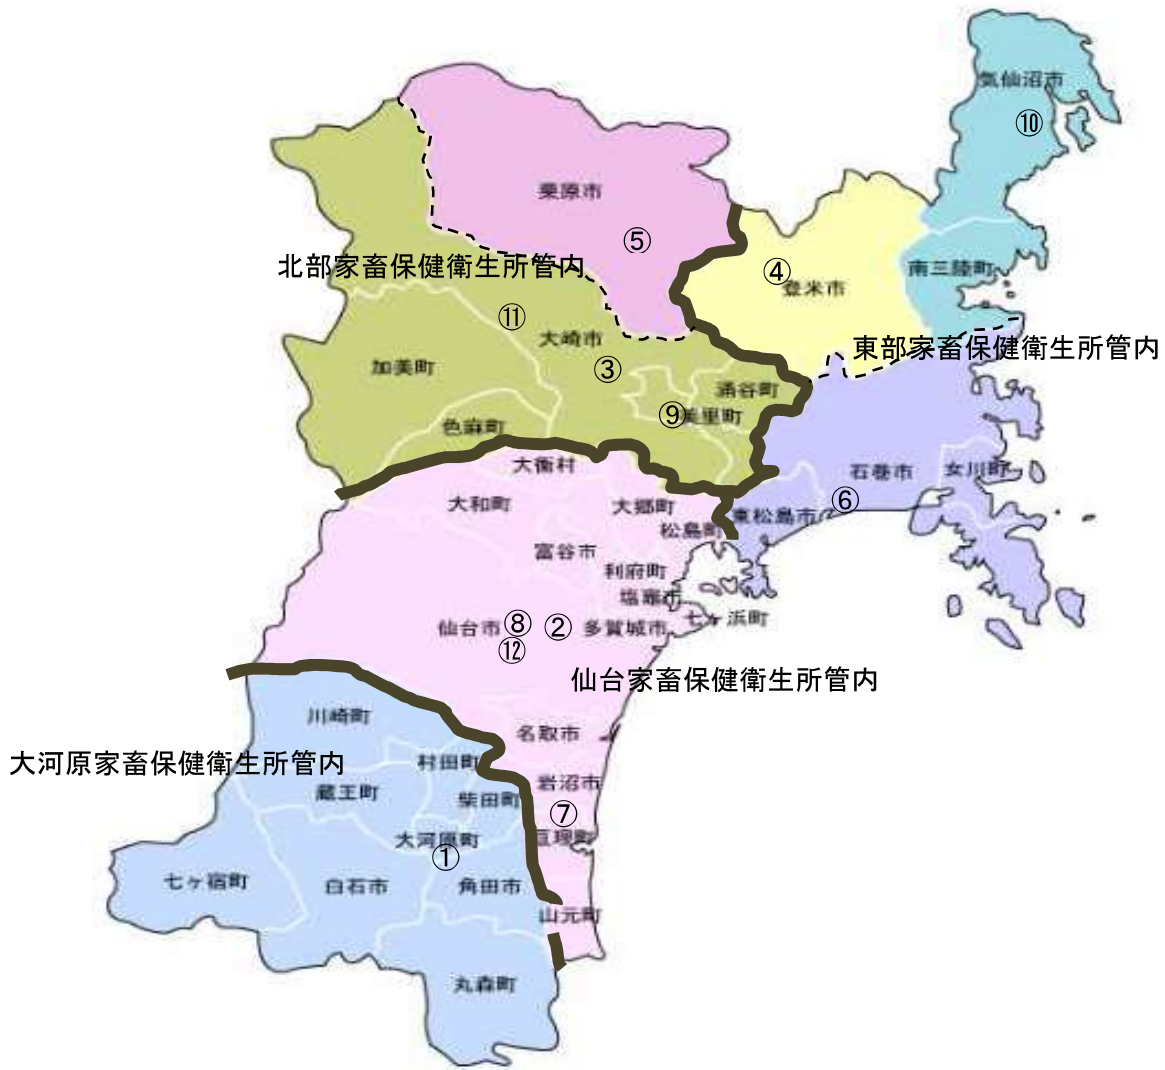 気仙沼市
⑩
栗原市
⑤
北部家畜保健衛生所管内
④
登米市
南三陸町
⑪
大崎市
東部家畜保健衛生所管内
加美町
③
涌谷町
⑨美里町
色麻町
大衡村
石巻市
女川町
大和町
大郷町
東松島市
⑥
松島町
富谷市
利府町
塩竈市
七ヶ浜町
仙台市
⑧
②
多賀城市
⑫
仙台家畜保健衛生所管内
川崎町
名取市
大河原家畜保健衛生所管内
村田町
岩沼市
蔵王町
柴田町
⑦
大河原町
亘理町
①
七ヶ宿町
白石市
角田市
山元町
丸森町